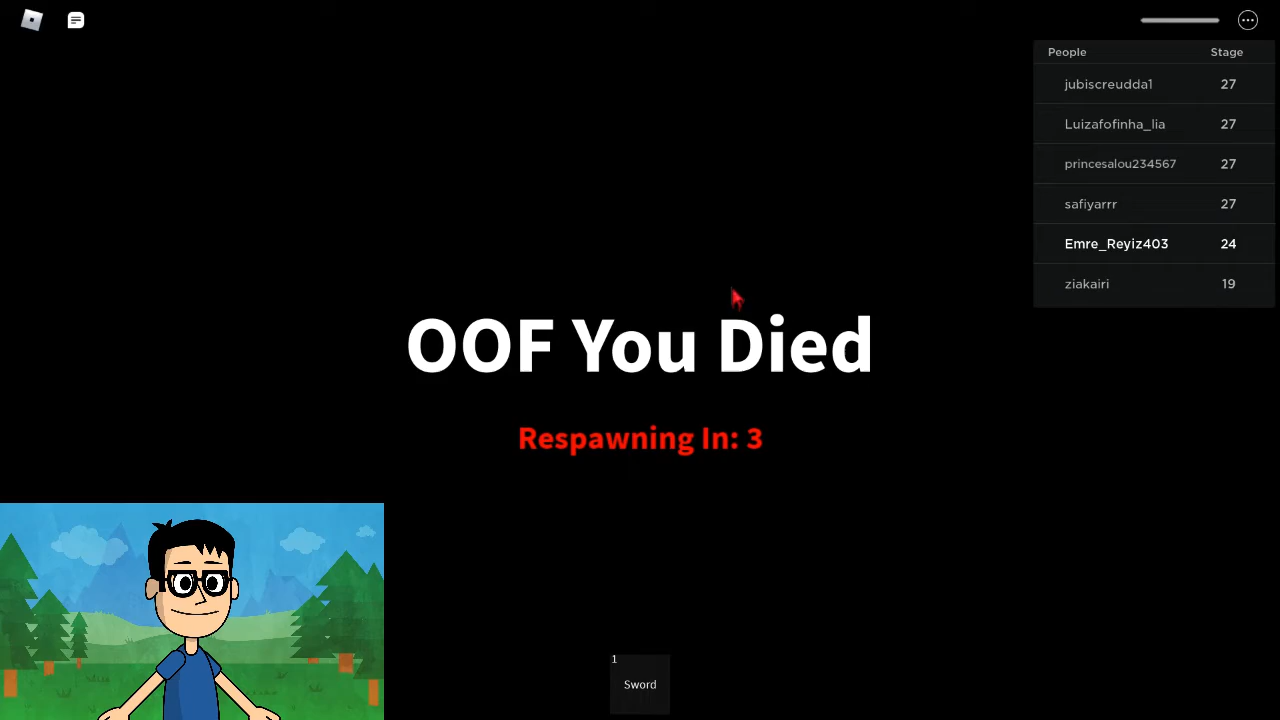 People Stage
jubiscreudda1 27
Luizafofinha_lia 27
princesalou234567 27
safiyarrr 27
Emre_Reyiz403 24
ziakairi 19
OOF You Died
Respawning In: 3
1
Sword